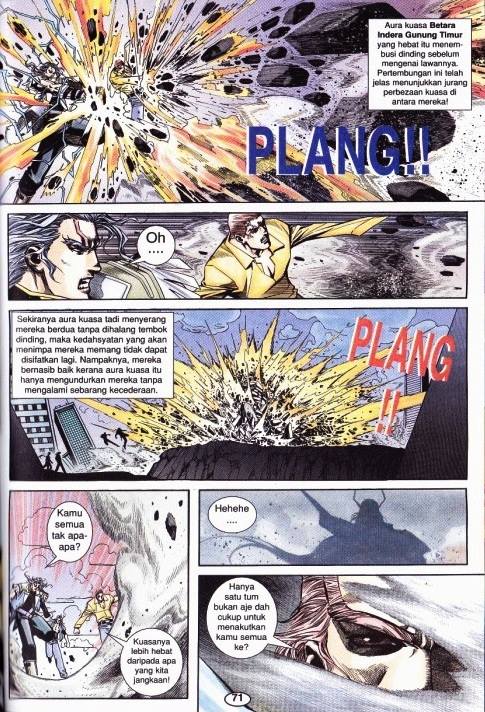 Aura kuasa Betara
Indera Gunung Timur
yang hebat itu menem-
busi dinding sebelum
mengenai lawannya.
Pertembungan ini telah
jelas menunjukkan jurang
perbezaan kuasa di
antara mereka!
PLANG!!
Oh
....
Sekiranya aura kuasa tadi menyerang
mereka berdua tanpa dihalang tembok
dinding, maka kedahsyatan yang akan
menimpa mereka memang tidak dapat
disifatkan lagi. Nampaknya, mereka
bernasib baik kerana aura kuasa itu
hanya mengundurkan mereka tanpa
mengalami sebarang kecederaan.
PLANG
!!
Kamu
semua
tak apa-
apa?
Kuasanya
lebih hebat
daripada apa
yang kita
jangkaan!
Hehehe
....
Hanya
satu tum
bukan aje dah
cukup untuk
menakutkan
kamu semua
ke?
71